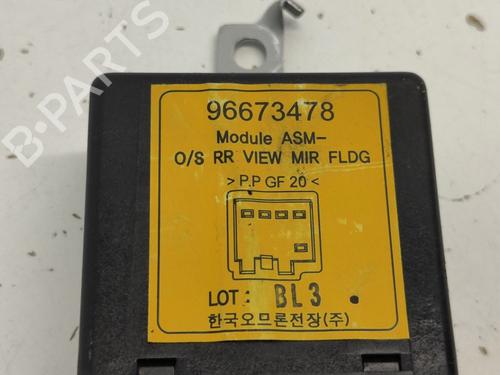 B-PARTS
96673478
Module ASM-
O/S RR VIEW MIR FLDG
>P.P GF 20<
LOT : BL3 .
한국오므론전장(주)